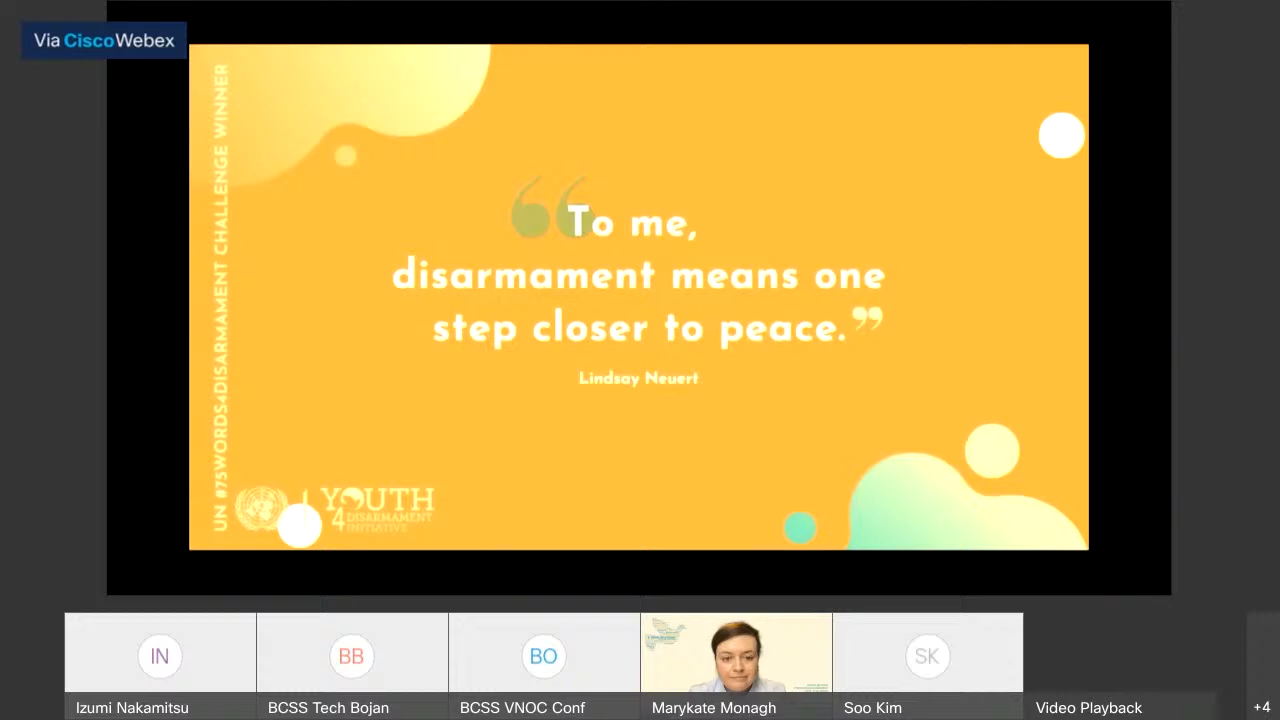 Via Cisco Webex
UN #75WORDS4DISARMAMENT CHALLENGE WINNER
“To me,
disarmament means one
step closer to peace.”
Lindsay Neuert
YOUTH
4 DISARMAMENT
INITIATIVE
IN
BB
BO
SK
Izumi Nakamitsu
BCSS Tech Bojan
BCSS VNOC Conf
Marykate Monagh
Soo Kim
Video Playback
+4